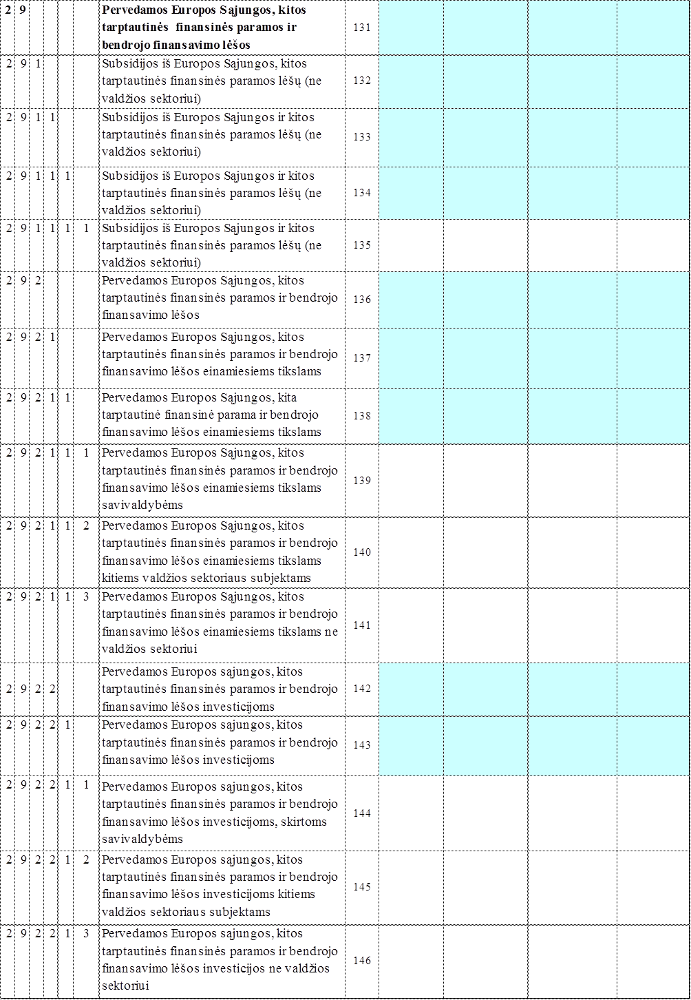 2 9 Pervedamos Europos Sąjungos, kitos
tarptautinės finansinės paramos ir
bendrojo finansavimo lėšos
131
2 9 1 Subsidijos iš Europos Sąjungos, kitos
tarptautinės finansinės paramos lėšų (ne
valdžios sektoriui)
132
2 9 1 1 Subsidijos iš Europos Sąjungos ir kitos
tarptautinės finansinės paramos lėšų (ne
valdžios sektoriui)
133
2 9 1 1 1 Subsidijos iš Europos Sąjungos ir kitos
tarptautinės finansinės paramos lėšų (ne
valdžios sektoriui)
134
2 9 1 1 1 1 Subsidijos iš Europos Sąjungos ir kitos
tarptautinės finansinės paramos lėšų (ne
valdžios sektoriui)
135
2 9 2 Pervedamos Europos Sąjungos, kitos
tarptautinės finansinės paramos ir bendrojo
finansavimo lėšos
136
2 9 2 1 Pervedamos Europos Sąjungos, kitos
tarptautinės finansinės paramos ir bendrojo
finansavimo lėšos einamiesiems tikslams
137
2 9 2 1 1 Pervedamos Europos Sąjungos, kita
tarptautinė finansinė parama ir bendrojo
finansavimo lėšos einamiesiems tikslams
138
2 9 2 1 1 1 Pervedamos Europos Sąjungos, kitos
tarptautinės finansinės paramos ir bendrojo
finansavimo lėšos einamiesiems tikslams
savivaldybėms
139
2 9 2 1 1 2 Pervedamos Europos Sąjungos, kitos
tarptautinės finansinės paramos ir bendrojo
finansavimo lėšos einamiesiems tikslams
kitiems valdžios sektoriaus subjektams
140
2 9 2 1 1 3 Pervedamos Europos Sąjungos, kitos
tarptautinės finansinės paramos ir bendrojo
finansavimo lėšos einamiesiems tikslams ne
valdžios sektoriui
141
2 9 2 2 Pervedamos Europos sąjungos, kitos
tarptautinės finansinės paramos ir bendrojo
finansavimo lėšos investicijoms
142
2 9 2 2 1 Pervedamos Europos sąjungos, kitos
tarptautinės finansinės paramos ir bendrojo
finansavimo lėšos investicijoms
143
2 9 2 2 1 1 Pervedamos Europos sąjungos, kitos
tarptautinės finansinės paramos ir bendrojo
finansavimo lėšos investicijoms, skirtoms
savivaldybėms
144
2 9 2 2 1 2 Pervedamos Europos sąjungos, kitos
tarptautinės finansinės paramos ir bendrojo
finansavimo lėšos investicijoms kitiems
valdžios sektoriaus subjektams
145
2 9 2 2 1 3 Pervedamos Europos sąjungos, kitos
tarptautinės finansinės paramos ir bendrojo
finansavimo lėšos investicijos ne valdžios
sektoriui
146